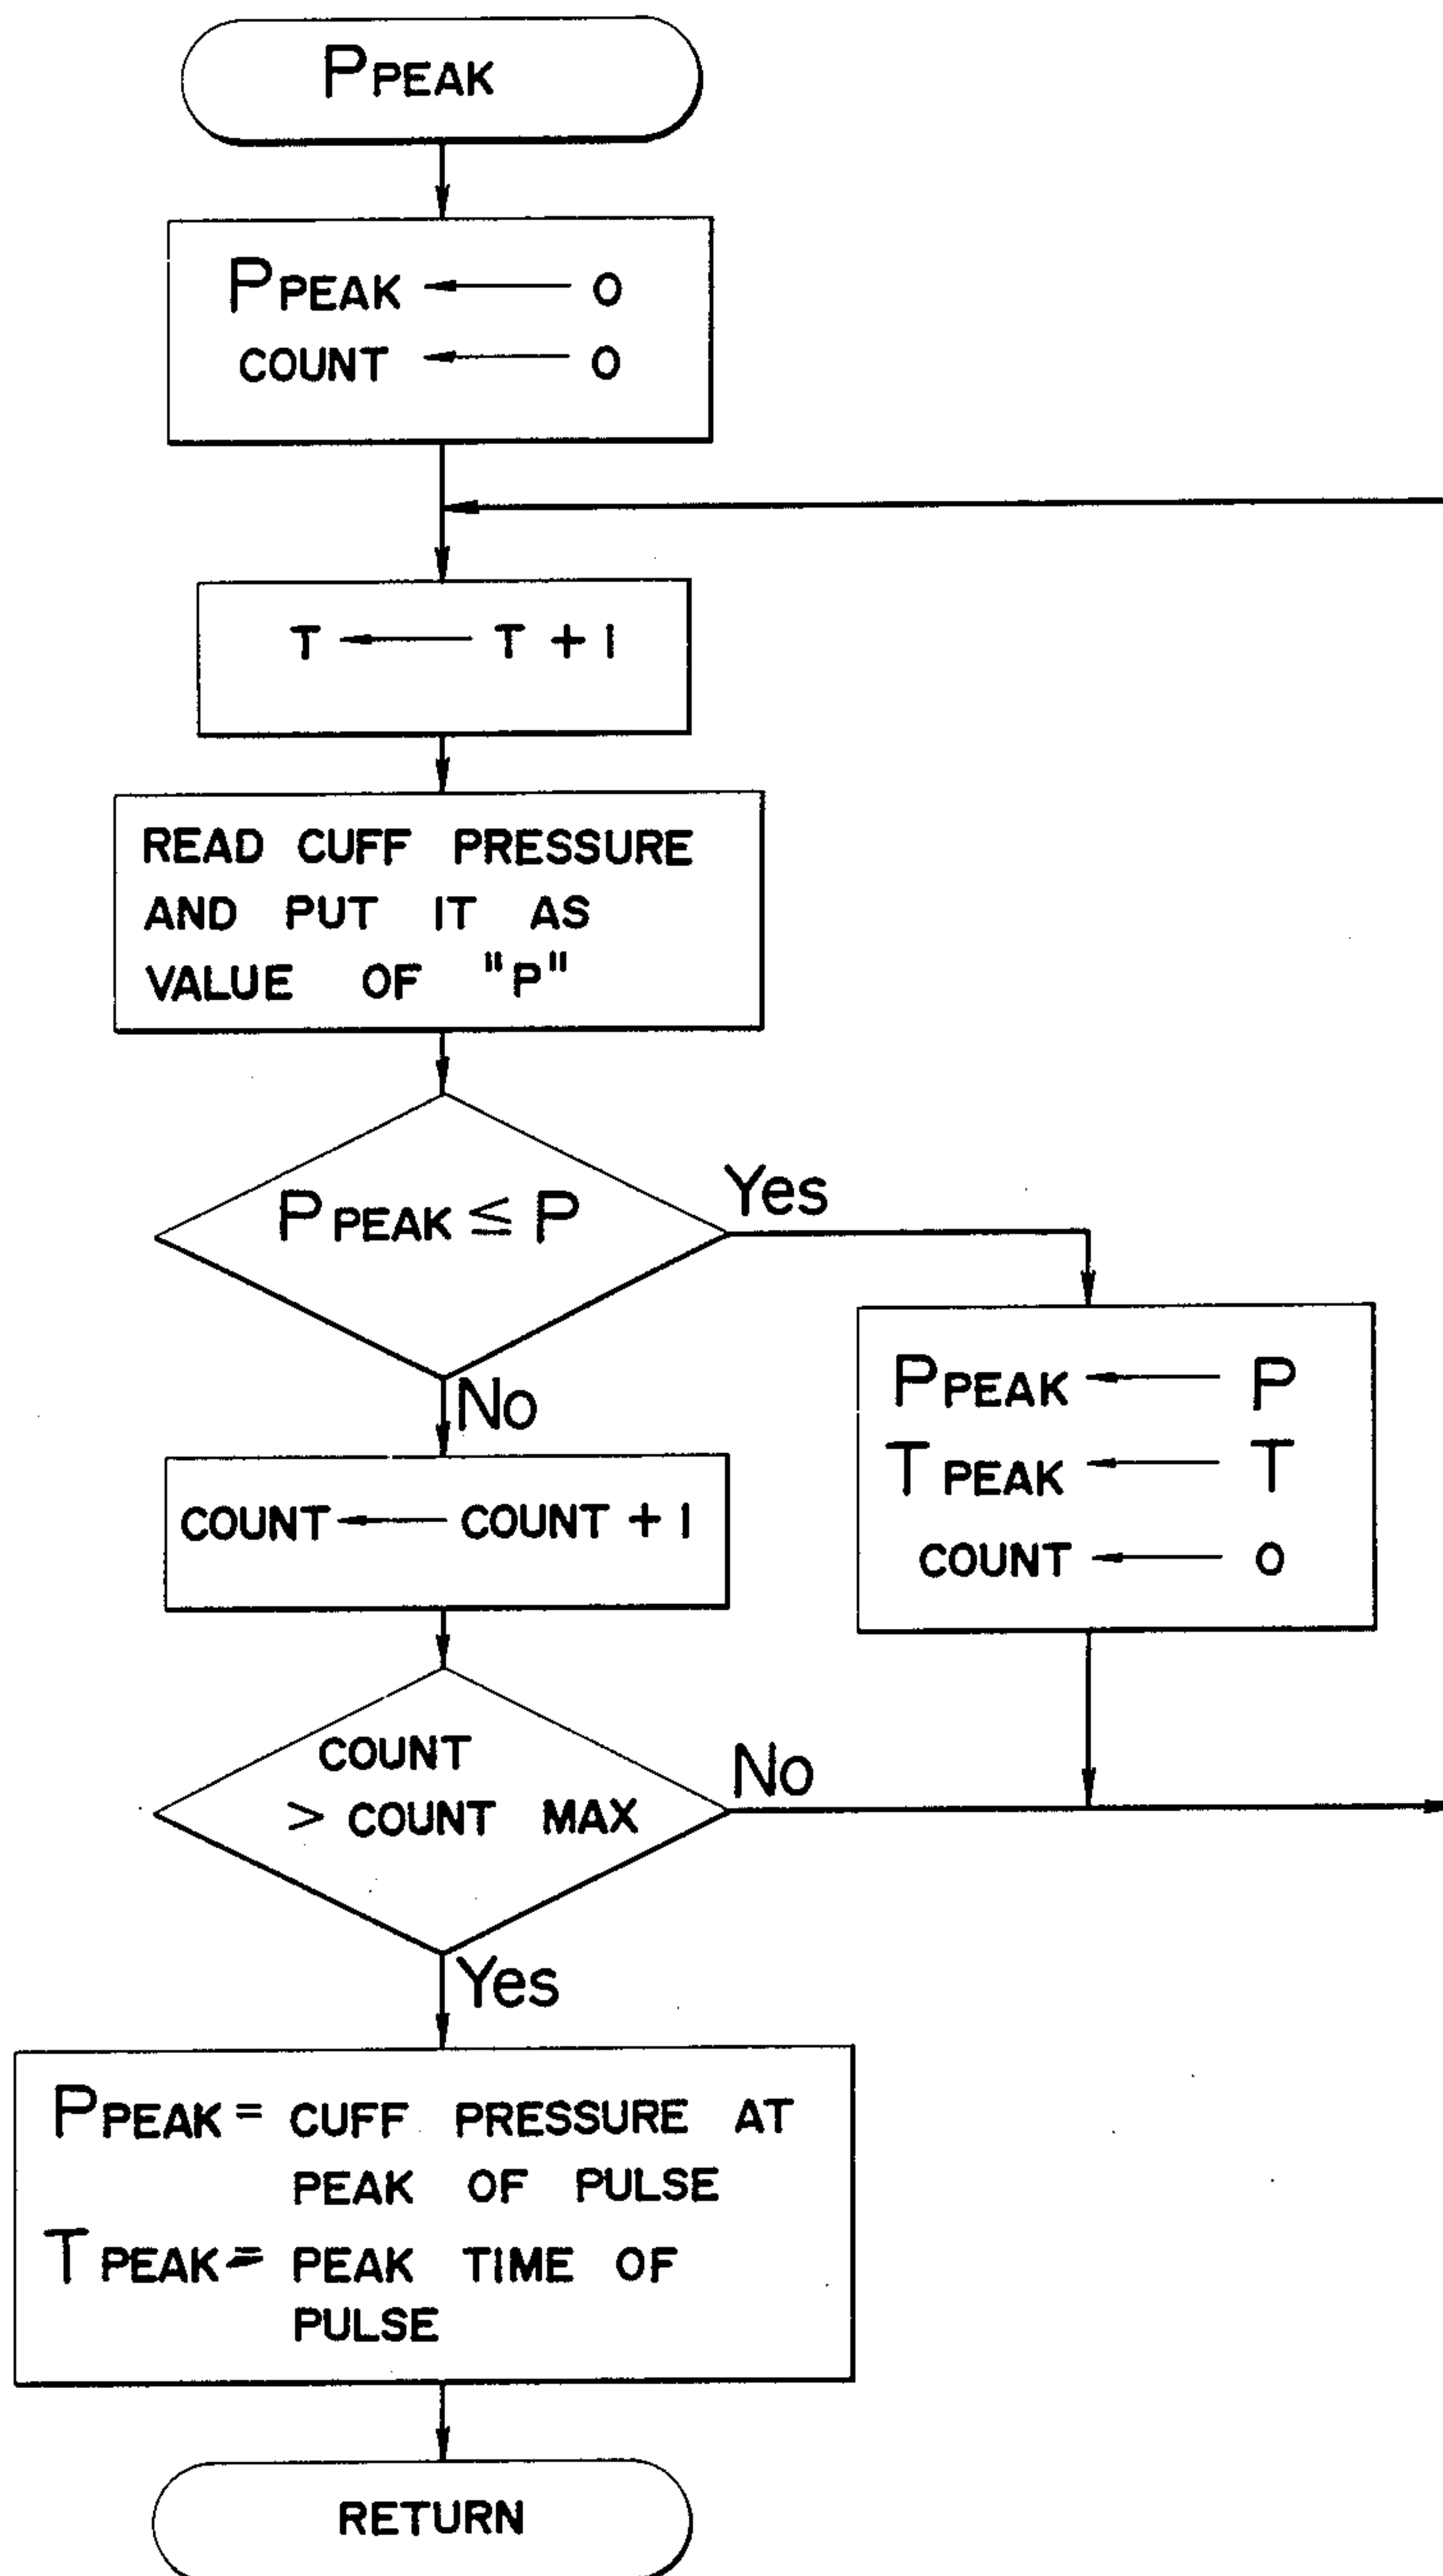 PPEAK
PPEAK ← 0
COUNT ← 0
T ← T + 1
READ CUFF PRESSURE
AND PUT IT AS
VALUE OF "P"
PPEAK ≤ P
Yes
No
PPEAK ← P
TPEAK ← T
COUNT ← 0
COUNT ← COUNT + 1
COUNT
> COUNT MAX
No
Yes
PPEAK = CUFF PRESSURE AT
PEAK OF PULSE
TPEAK = PEAK TIME OF
PULSE
RETURN